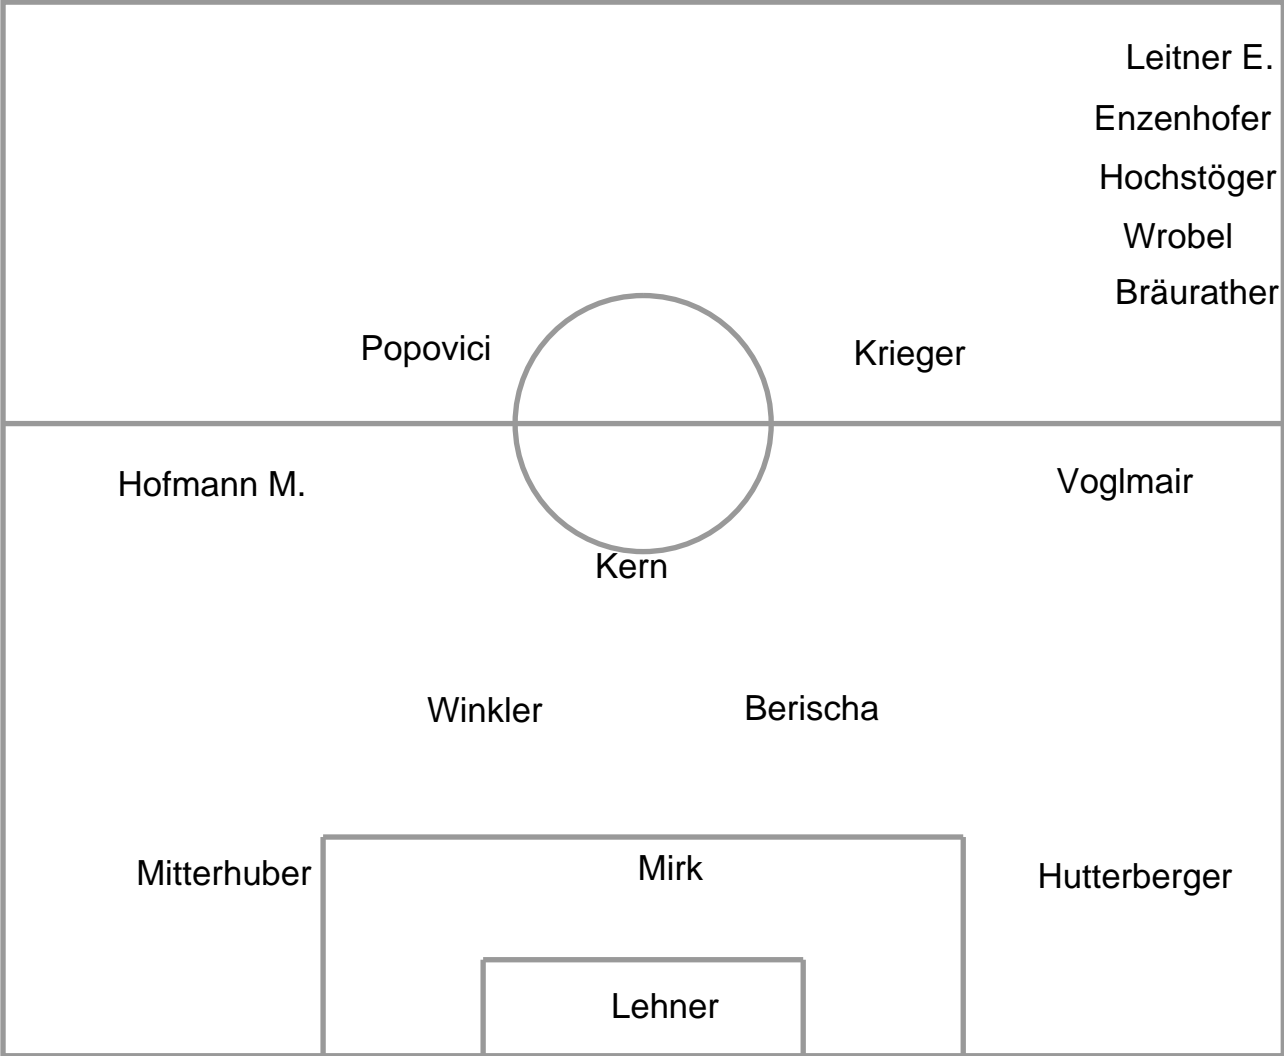 Leitner E.
Enzenhofer
Hochstöger
Wrobel
Bräurather
Popovici
Krieger
Hofmann M.
Voglmair
Kern
Winkler
Berischa
Mitterhuber
Mirk
Hutterberger
Lehner